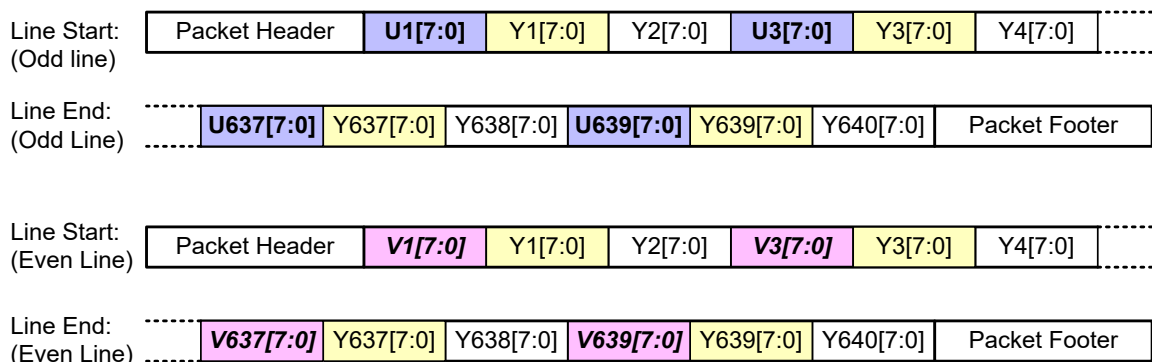 Line Start: Packet Header U1[7:0] Y1[7:0] Y2[7:0] U3[7:0] Y3[7:0] Y4[7:0]
(Odd line)
Line End: U637[7:0] Y637[7:0] Y638[7:0] U639[7:0] Y639[7:0] Y640[7:0] Packet Footer
(Odd Line)
Line Start: Packet Header V1[7:0] Y1[7:0] Y2[7:0] V3[7:0] Y3[7:0] Y4[7:0]
(Even Line)
Line End: V637[7:0] Y637[7:0] Y638[7:0] V639[7:0] Y639[7:0] Y640[7:0] Packet Footer
(Even Line)